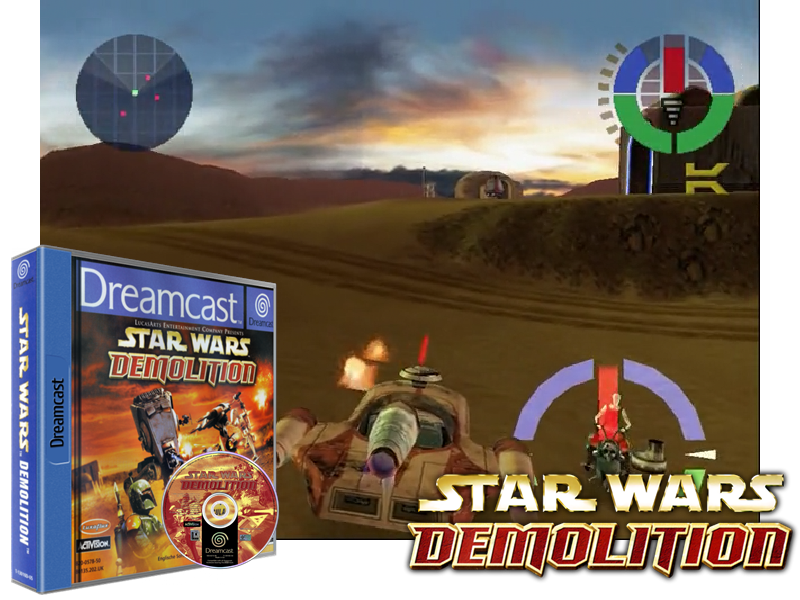 Dreamcast
Dreamcast
LUCASARTS ENTERTAINMENT COMPANY PRESENTS
STAR WARS
DEMOLITION
Dreamcast
STAR WARS DEMOLITION
ACTIVISION
STAR WARS
DEMOLITION
Dreamcast
STAR WARS
DEMOLITION